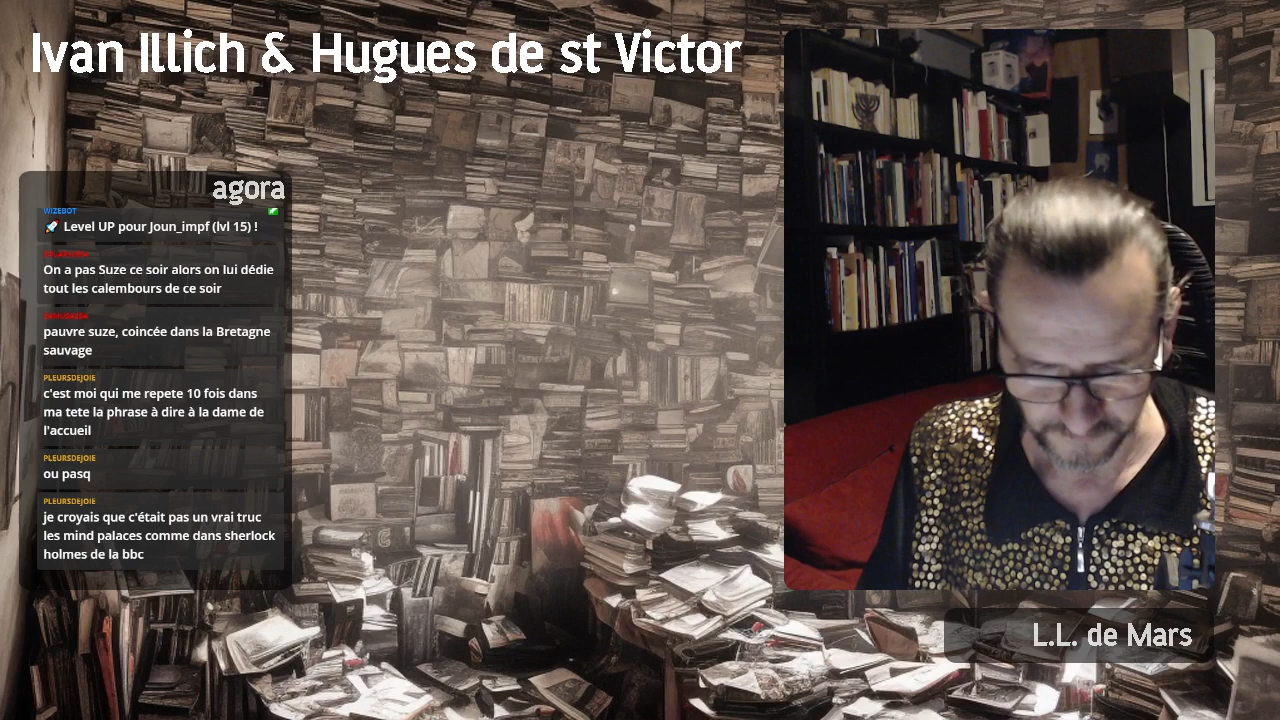 Ivan Illich & Hugues de st Victor
agora
WIZEBOT
🚀 Level UP pour Joun_impf (lvl 15) !
On a pas Suze ce soir alors on lui dédie
tout les calembours de ce soir
pauvre suze, coincée dans la Bretagne
sauvage
PLEURSDEJOIE
c'est moi qui me repete 10 fois dans
ma tete la phrase à dire à la dame de
l'accueil
PLEURSDEJOIE
ou pasq
PLEURSDEJOIE
je croyais que c'était pas un vrai truc
les mind palaces comme dans sherlock
holmes de la bbc
L.L. de Mars